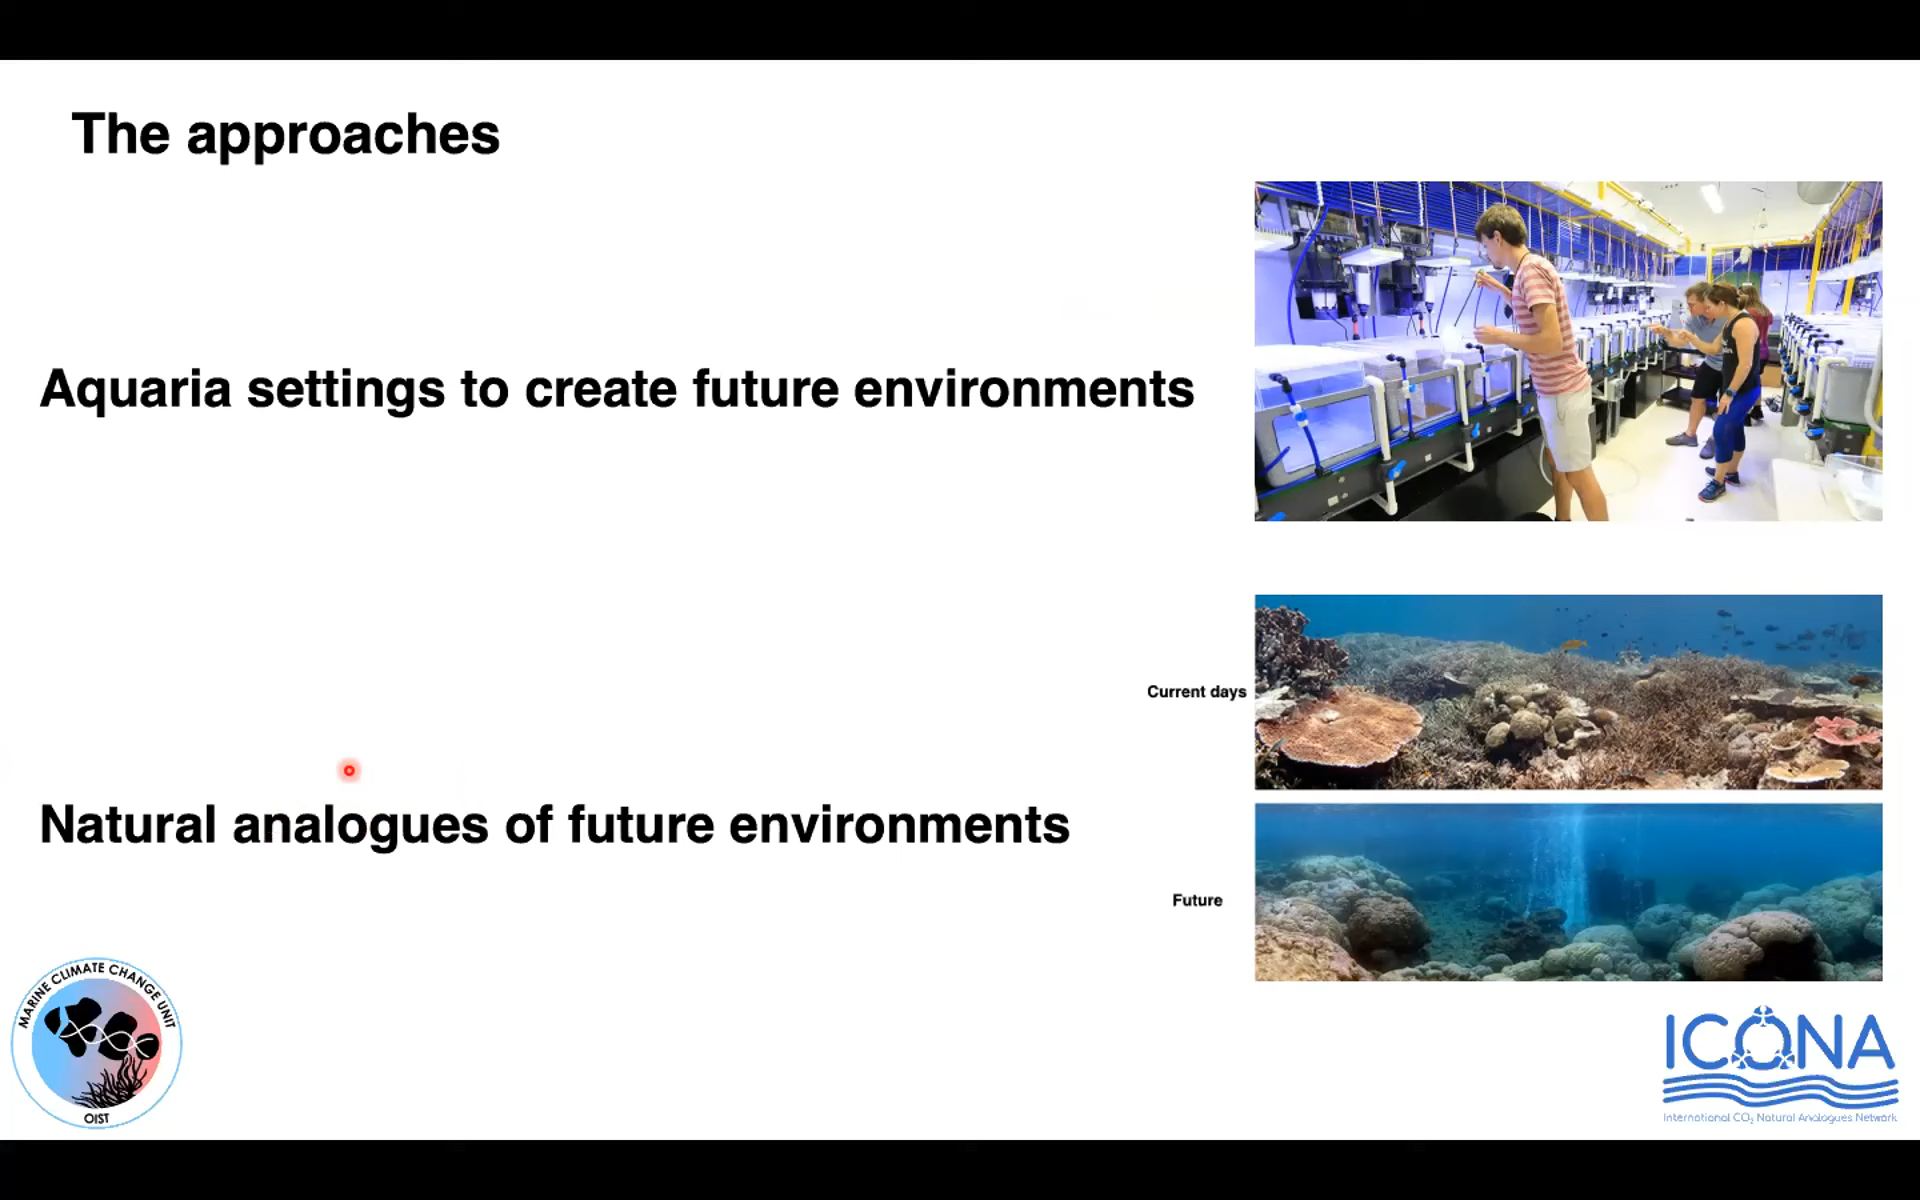 The approaches
Aquaria settings to create future environments
Current days
Natural analogues of future environments
Future
MARINE CLIMATE CHANGE UNIT
OIST
ICONA
International CO₂ Natural Analogues Network